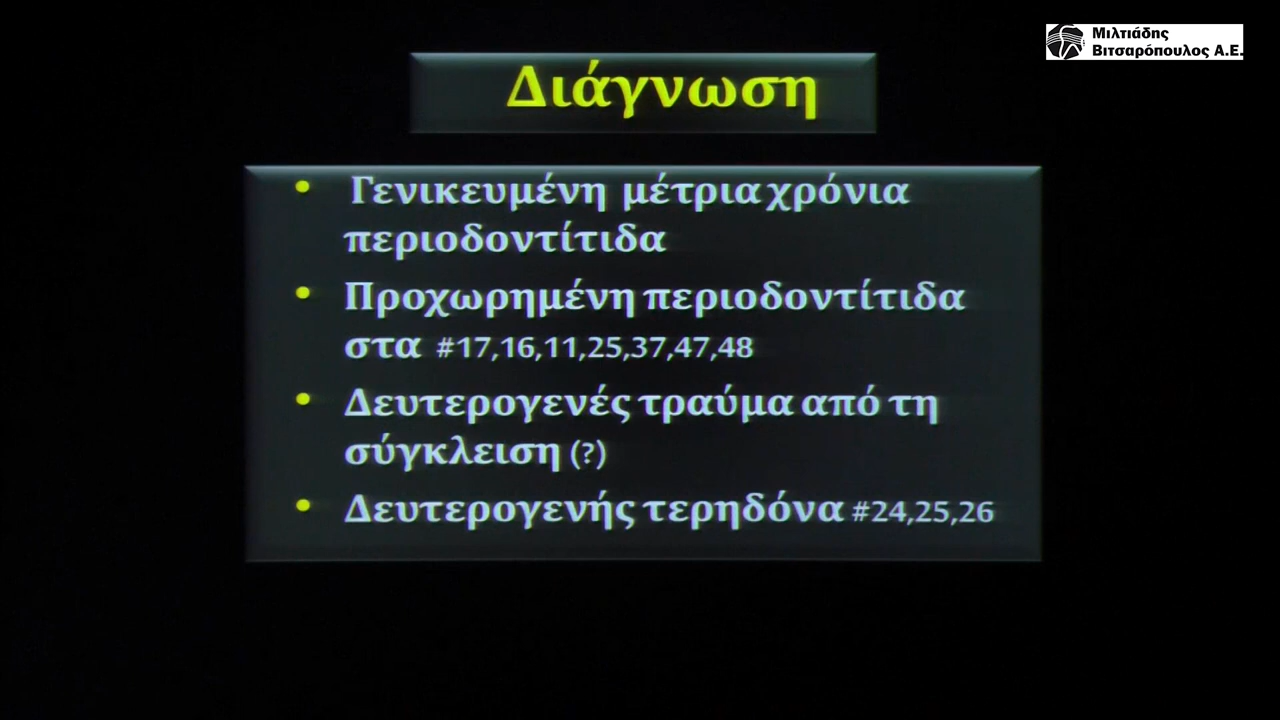 Μιλτιάδης
Βιτσαρόπουλος Α.Ε.
Διάγνωση
• Γενικευμένη μέτρια χρόνια
περιοδοντίτιδα
• Προχωρημένη περιοδοντίτιδα
στα #17,16,11,25,37,47,48
• Δευτερογενές τραύμα από τη
σύγκλειση (?)
• Δευτερογενής τερηδόνα #24,25,26